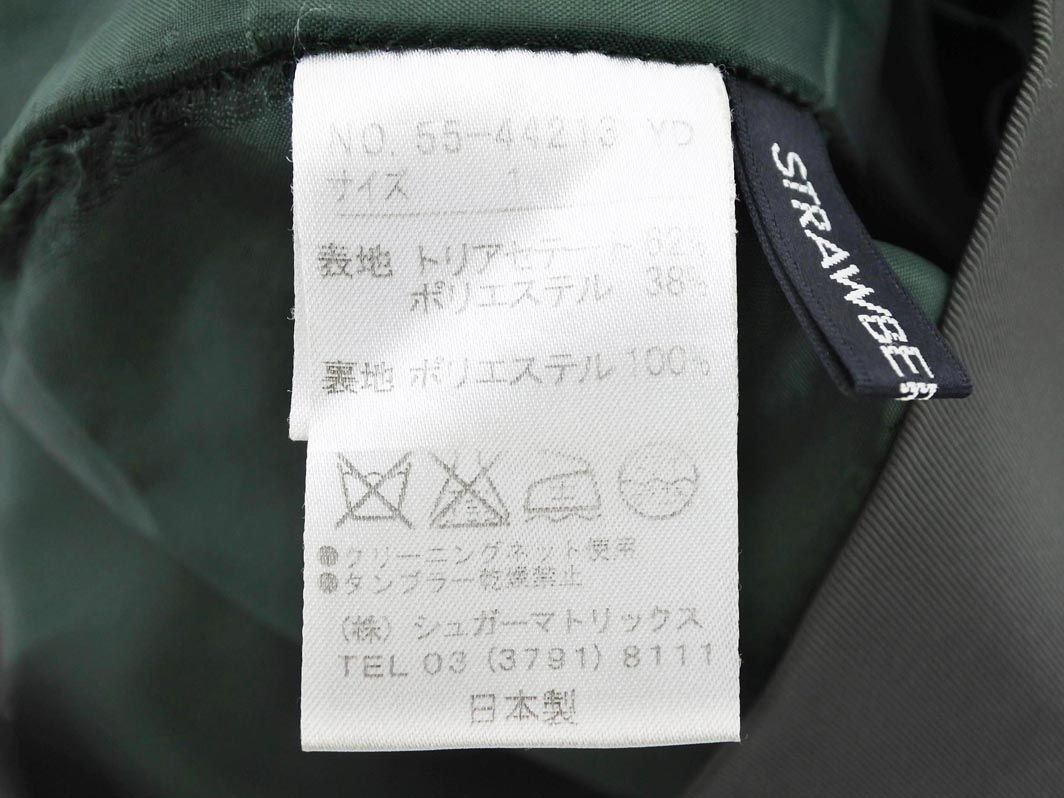 NO. 55-44213 YD
サイズ 1
表地 トリアセテート 62%
ポリエステル 38%
裏地 ポリエステル 100%
●クリーニングネット使用
●タンブラー乾燥禁止
(株) シュガーマトリックス
TEL 03 (3791) 8111
日本製
STRAWBE